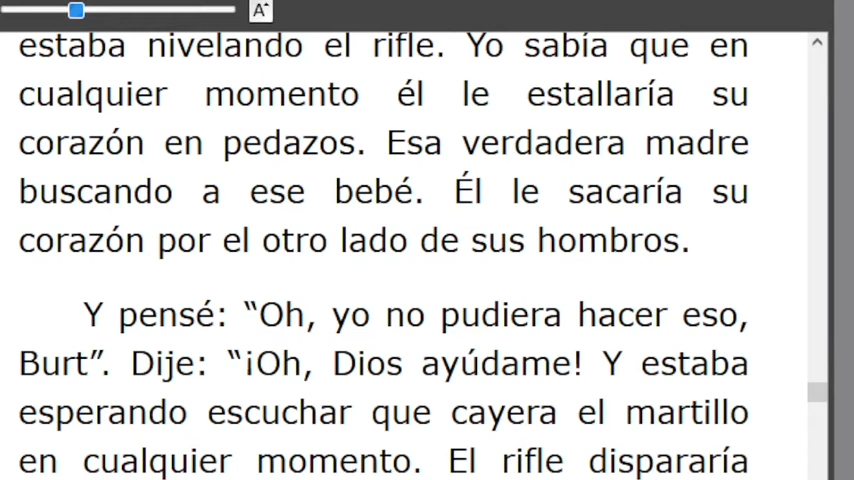 A
estaba nivelando el rifle. Yo sabía que en
cualquier momento él le estallaría su
corazón en pedazos. Esa verdadera madre
buscando a ese bebé. Él le sacaría su
corazón por el otro lado de sus hombros.
Y pensé: “Oh, yo no pudiera hacer eso,
Burt”. Dije: “¡Oh, Dios ayúdame! Y estaba
esperando escuchar que cayera el martillo
en cualquier momento. El rifle dispararía